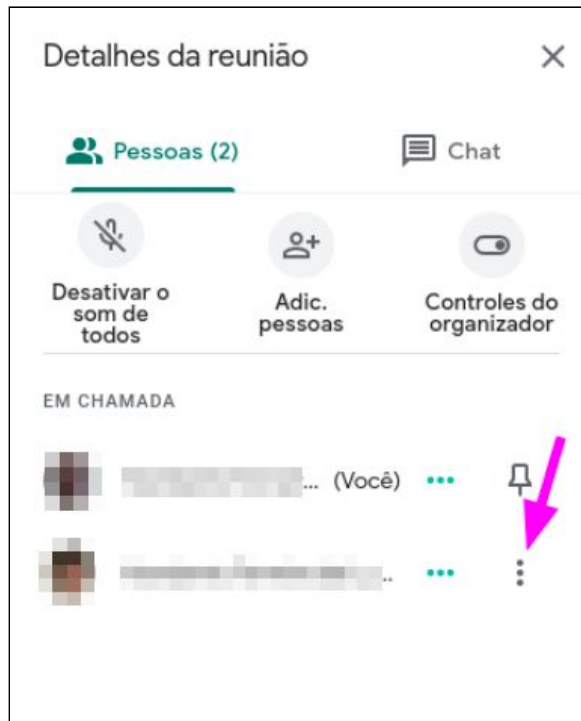 Detalhes da reunião
Pessoas (2)
Chat
Desativar o
som de
todos
Adic.
pessoas
Controles do
organizador
EM CHAMADA
... (Você)